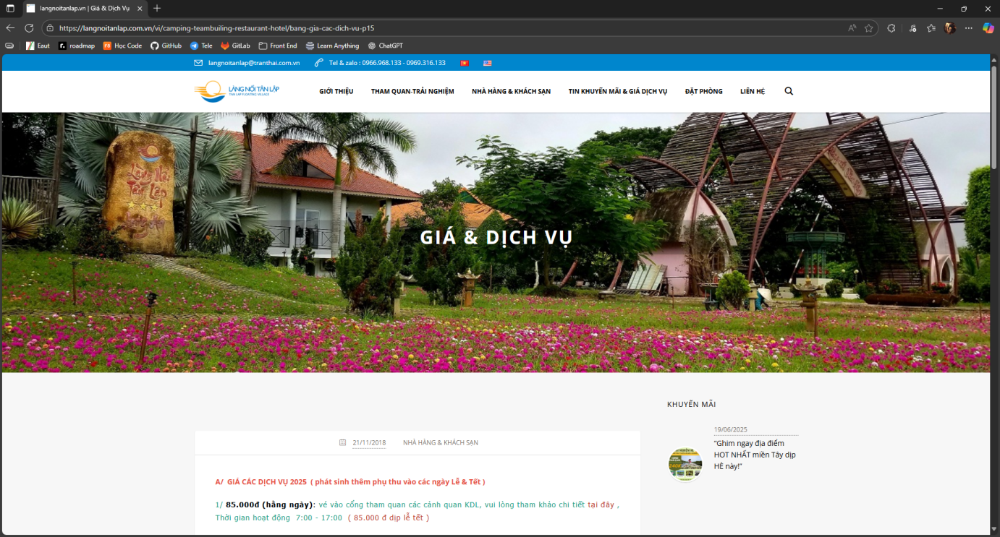 langnoitanlap.vn | Giá & Dịch Vụ
https://langnoitanlap.com.vn/vi/camping-teambuiling-restaurant-hotel/bang-gia-cac-dich-vu-p15
Eaut roadmap Học Code GitHub Tele GitLab Front End Learn Anything ChatGPT
langnoitanlap@tranthai.com.vn Tel & zalo : 0966.968.133 - 0969.316.133
LÀNG NỔI TÂN LẬP
TAN LAP FLOATING VILLAGE
GIỚI THIỆU THAM QUAN-TRẢI NGHIỆM NHÀ HÀNG & KHÁCH SẠN TIN KHUYẾN MÃI & GIÁ DỊCH VỤ ĐẶT PHÒNG LIÊN HỆ
Làng Nổi
Tân Lập
GIÁ & DỊCH VỤ
KHUYẾN MÃI
19/06/2025
“Ghim ngay địa điểm
HOT NHẤT miền Tây dịp
HÈ này!”
21/11/2018 NHÀ HÀNG & KHÁCH SẠN
A/ GIÁ CÁC DỊCH VỤ 2025 ( phát sinh thêm phụ thu vào các ngày Lễ & Tết )
1/ 85.000đ (hằng ngày): vé vào cổng tham quan các cảnh quan KDL, vui lòng tham khảo chi tiết tại đây ,
Thời gian hoạt động 7:00 - 17:00 ( 85.000 đ dịp lễ tết )